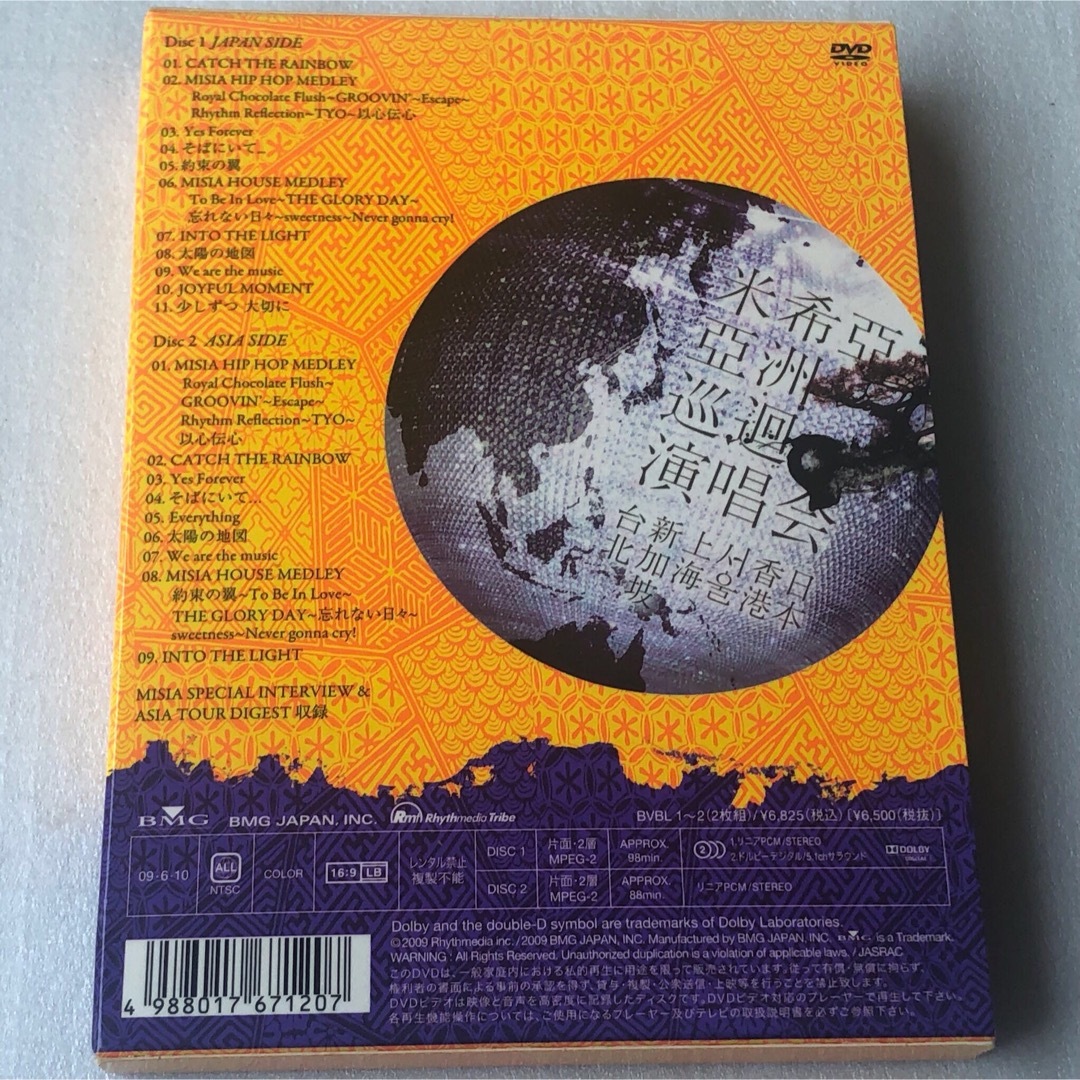 Disc 1 JAPAN SIDE
01. CATCH THE RAINBOW
02. MISIA HIP HOP MEDLEY
Royal Chocolate Flush~GROOVIN'~Escape~
Rhythm Reflection~TYO~以心伝心
03. Yes Forever
04. そばにいて...
05. 約束の翼
06. MISIA HOUSE MEDLEY
To Be In Love~THE GLORY DAY~
忘れない日々~sweetness~Never gonna cry!
07. INTO THE LIGHT
08. 太陽の地図
09. We are the music
10. JOYFUL MOMENT
11. 少しずつ 大切に
Disc 2 ASIA SIDE
01. MISIA HIP HOP MEDLEY
Royal Chocolate Flush~
GROOVIN'~Escape~
Rhythm Reflection~TYO~
以心伝心
02. CATCH THE RAINBOW
03. Yes Forever
04. そばにいて...
05. Everything
06. 太陽の地図
07. We are the music
08. MISIA HOUSE MEDLEY
約束の翼~To Be In Love~
THE GLORY DAY~忘れない日々~
sweetness~Never gonna cry!
09. INTO THE LIGHT
MISIA SPECIAL INTERVIEW &
ASIA TOUR DIGEST 収録
DVD
VIDEO
米希亞
亞洲
巡迴
演唱会
日本
香港
서울
上海
新加坡
台北
BMG BMG JAPAN, INC. Rmt Rhythmedia Tribe
BVBL 1~2(2枚組)/¥6,825(税込)〔¥6,500(税抜)〕
09・6・10
ALL
NTSC
COLOR
16:9 LB
レンタル禁止
複製不能
DISC 1 片面・2層 MPEG-2 APPROX. 98min. 2 1.リニアPCM/STEREO
2.ドルビーデジタル/5.1chサラウンド DOLBY
DISC 2 片面・2層 MPEG-2 APPROX. 88min. リニアPCM/STEREO
Dolby and the double-D symbol are trademarks of Dolby Laboratories.
©2009 Rhythmedia inc. / 2009 BMG JAPAN, INC. Manufactured by BMG JAPAN, INC. BMG is a Trademark.
WARNING : All Rights Reserved. Unauthorized duplication is a violation of applicable laws. / JASRAC
このDVDは、一般家庭内における私的再生に用途を限って販売されています。従って有償・無償に拘らず、
権利者の書面による事前の承認を得ず、貸与・複製・公衆送信・上映等を行うことを禁止致します。
DVDビデオは映像と音声を高密度に記録したディスクです。DVDビデオ対応のプレーヤーで再生して下さい。
各再生機能操作については、ご使用になるプレーヤー及びテレビの取扱説明書を必ずご参照下さい。
4 988017 671207